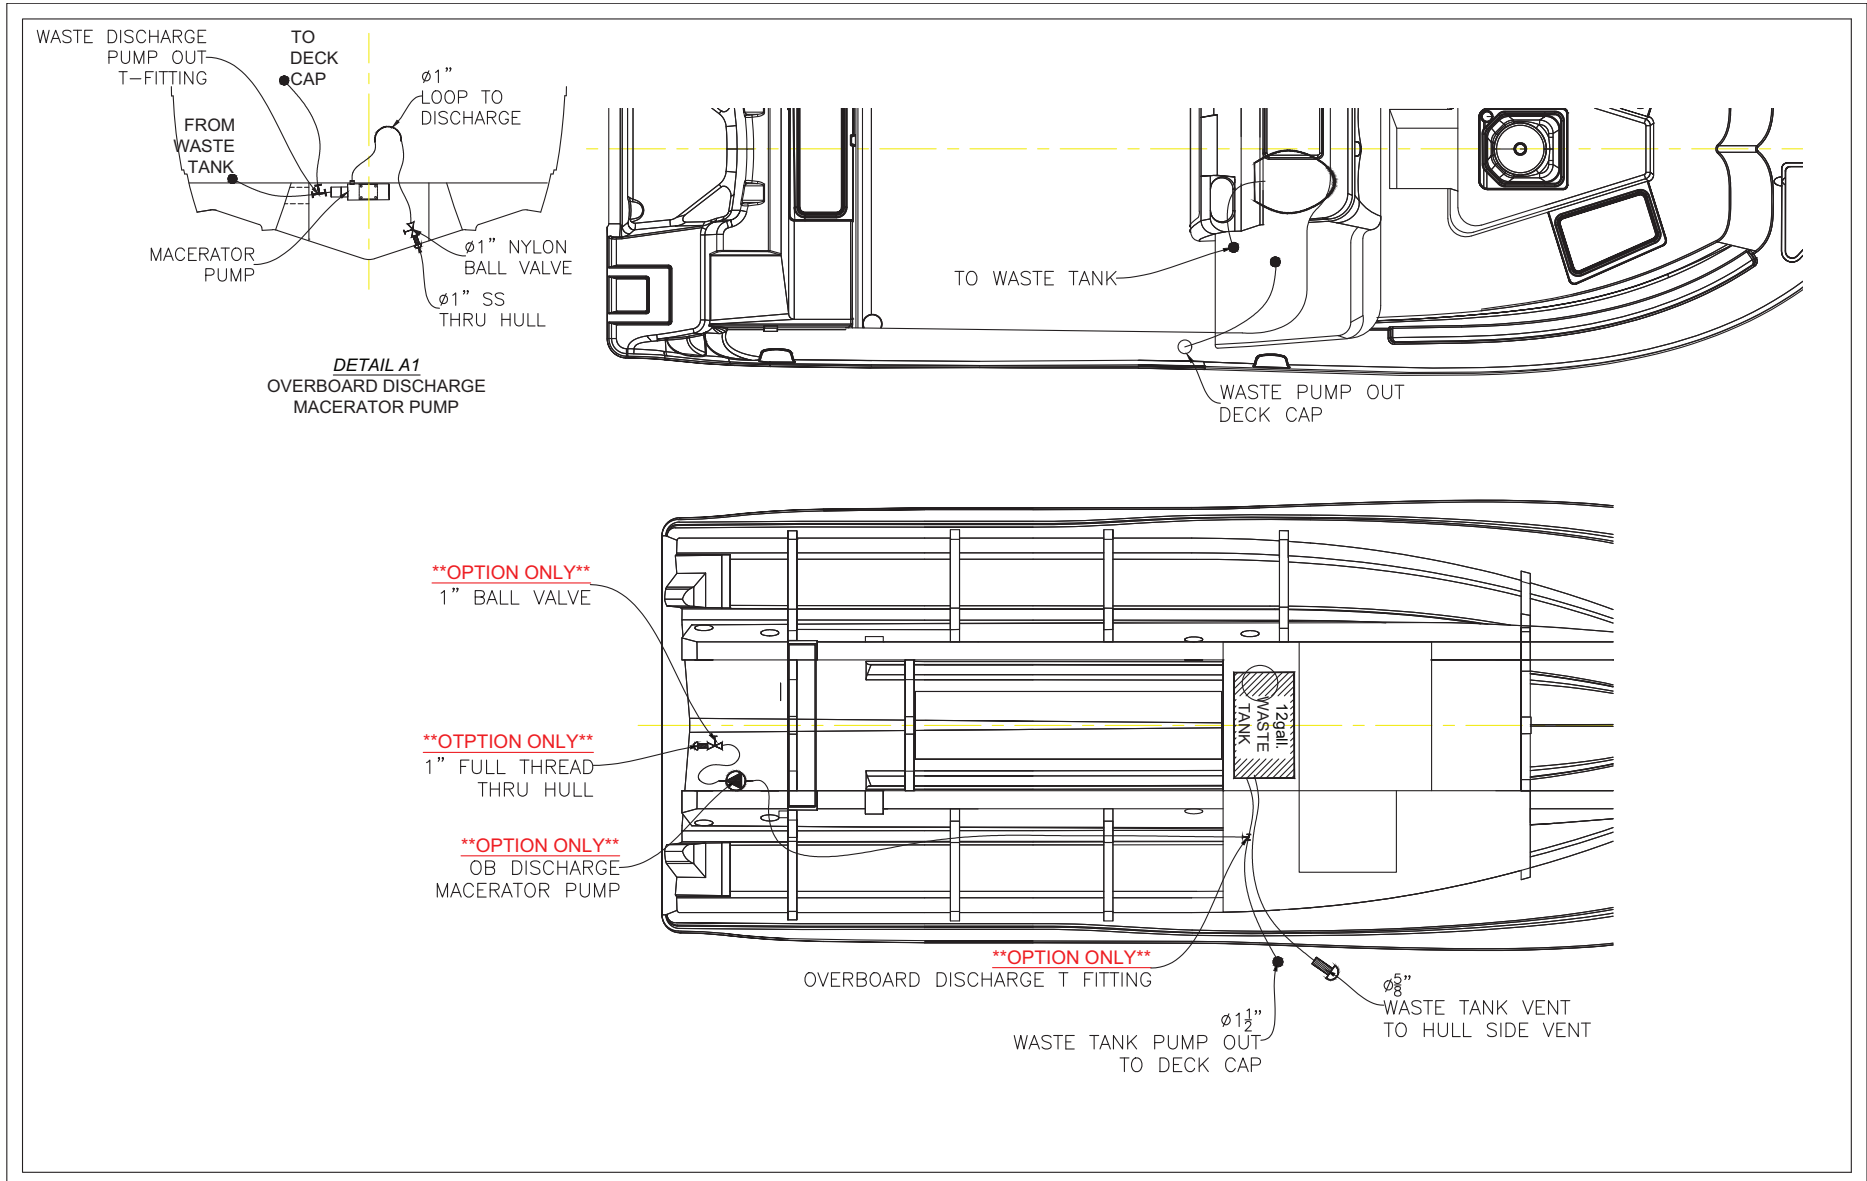 WASTE DISCHARGE
PUMP OUT
T-FITTING
TO
DECK
CAP
ø1"
LOOP TO
DISCHARGE
FROM
WASTE
TANK
MACERATOR
PUMP
ø1" NYLON
BALL VALVE
ø1" SS
THRU HULL
DETAIL A1
OVERBOARD DISCHARGE
MACERATOR PUMP
TO WASTE TANK
WASTE PUMP OUT
DECK CAP
**OPTION ONLY**
1" BALL VALVE
**OTPTION ONLY**
1" FULL THREAD
THRU HULL
**OPTION ONLY**
OB DISCHARGE
MACERATOR PUMP
12gall.
WASTE
TANK
**OPTION ONLY**
OVERBOARD DISCHARGE T FITTING
ø1½"
WASTE TANK PUMP OUT
TO DECK CAP
ø⅝"
WASTE TANK VENT
TO HULL SIDE VENT